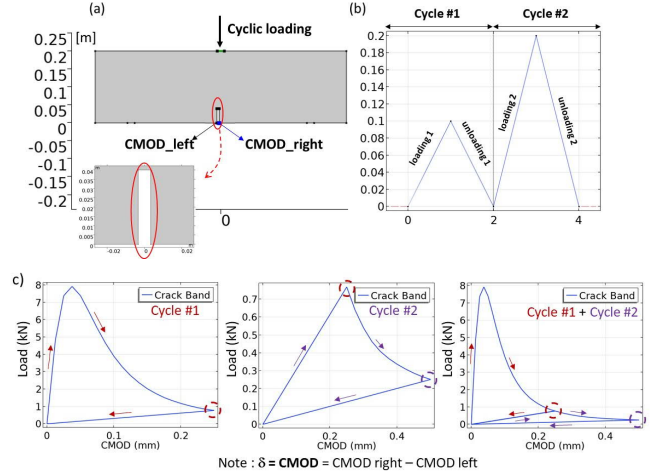 (a)
[m]
Cyclic loading
0.25
0.2
0.15
0.1
0.05
0
-0.05
-0.1
-0.15
-0.2
CMOD_left
CMOD_right
0
m
0.04
0.035
0.03
0.025
0.02
0.015
0.01
0.005
0
m
-0.02
0
0.02
(b)
Cycle #1
Cycle #2
0.2
0.18
0.16
0.14
0.12
0.1
0.08
0.06
0.04
0.02
0
loading 1
unloading 1
loading 2
unloading 2
0
2
4
c)
Load (kN)
8
7
6
5
4
3
2
1
0
Crack Band
Cycle #1
0
0.1
0.2
CMOD (mm)
Load (kN)
0.8
0.7
0.6
0.5
0.4
0.3
0.2
0.1
0
Crack Band
Cycle #2
0
0.2
0.4
CMOD (mm)
Load (kN)
8
7
6
5
4
3
2
1
0
Crack Band
Cycle #1 + Cycle #2
0
0.2
0.4
CMOD (mm)
Note : δ = CMOD = CMOD right – CMOD left